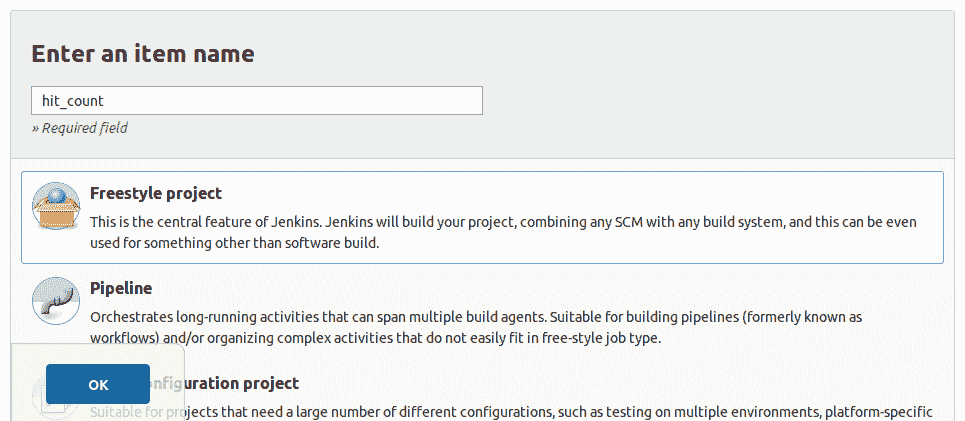 Enter an item name
hit_count
» Required field
Freestyle project
This is the central feature of Jenkins. Jenkins will build your project, combining any SCM with any build system, and this can be even
used for something other than software build.
Pipeline
Orchestrates long-running activities that can span multiple build agents. Suitable for building pipelines (formerly known as
workflows) and/or organizing complex activities that do not easily fit in free-style job type.
OK
configuration project
Suitable for projects that need a large number of different configurations, such as testing on multiple environments, platform-specific